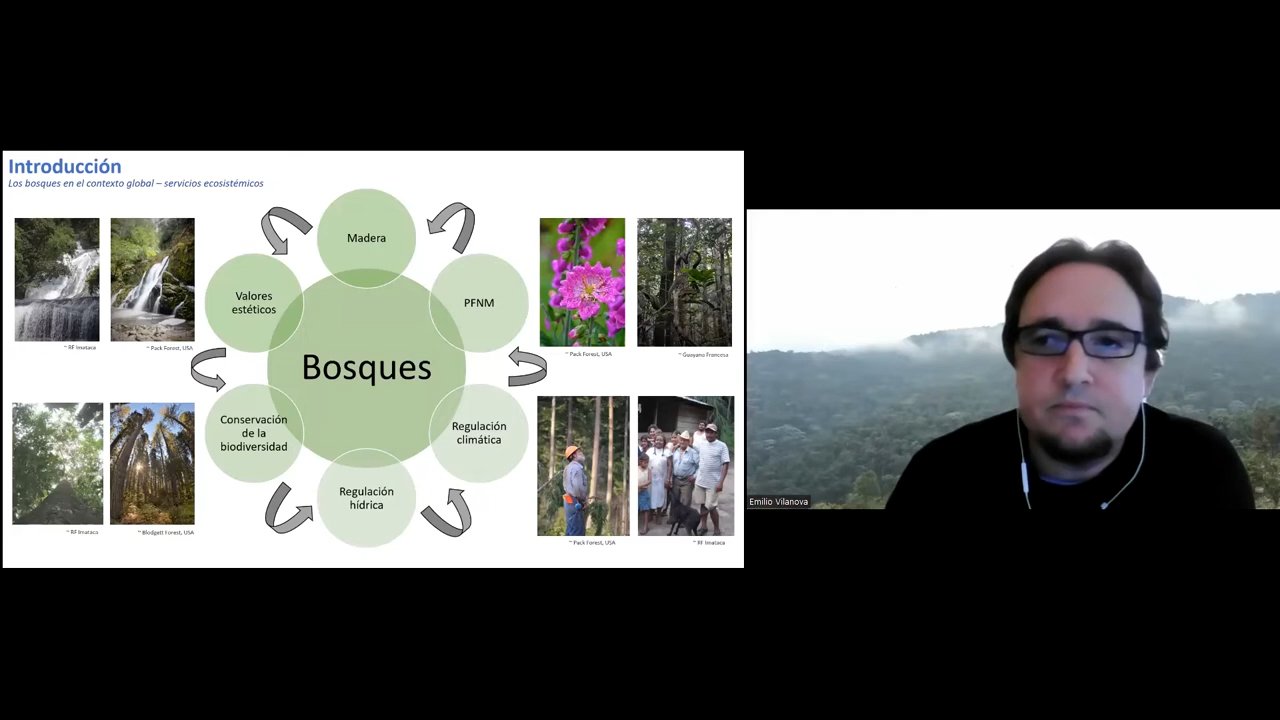 Introducción
Los bosques en el contexto global – servicios ecosistémicos
Madera
Valores
estéticos
PFNM
Bosques
Conservación
de la
biodiversidad
Regulación
climática
Regulación
hídrica
~ RF Imataca
~ Pack Forest, USA
~ Pack Forest, USA
~ Guayana Francesa
~ RF Imataca
~ Blodgett Forest, USA
~ Pack Forest, USA
~ RF Imataca
Emilio Vilanova